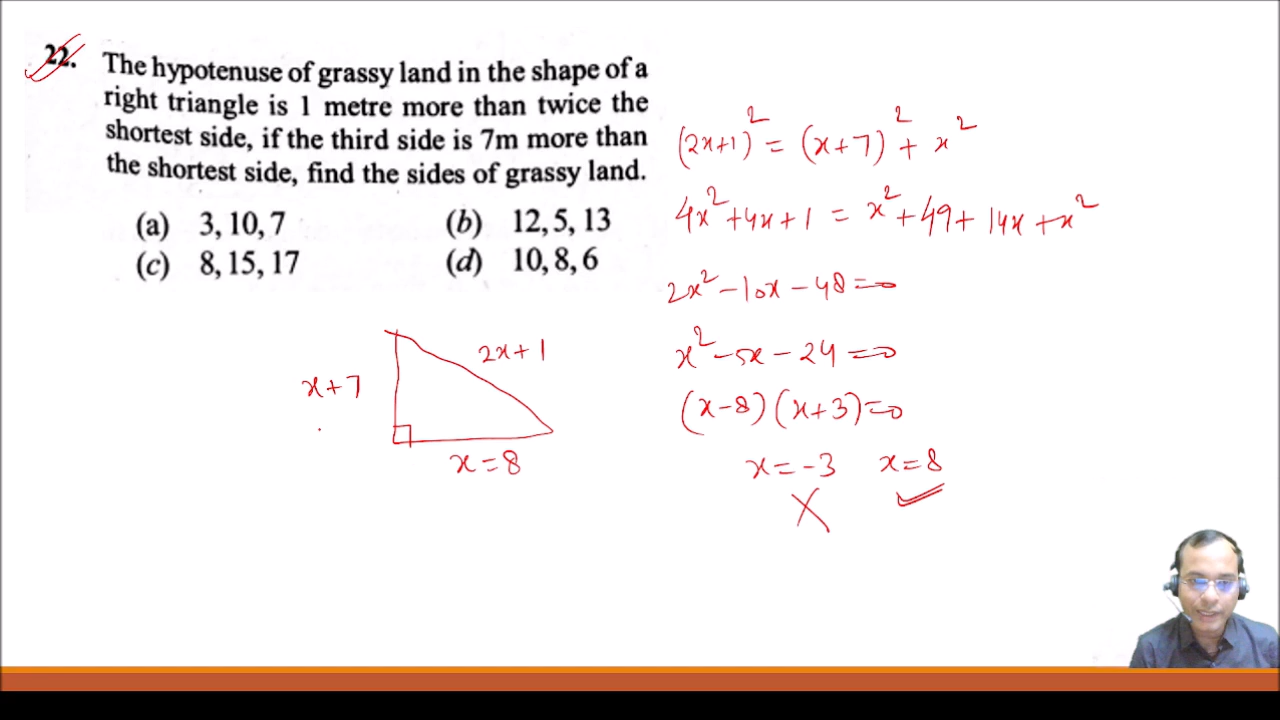 22. The hypotenuse of grassy land in the shape of a
right triangle is 1 metre more than twice the
shortest side, if the third side is 7m more than
the shortest side, find the sides of grassy land.
(a) 3, 10, 7 (b) 12, 5, 13
(c) 8, 15, 17 (d) 10, 8, 6
x+7
2x+1
x=8
(2x+1)² = (x+7)² + x²
4x²+4x+1 = x²+49+14x+x²
2x²-10x-48=0
x²-5x-24=0
(x-8)(x+3)=0
x=-3 x=8